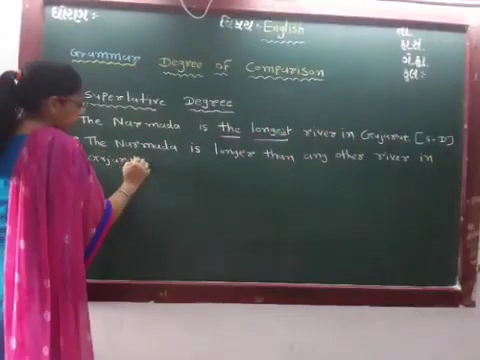 ધોરણ:-
વિષય:- English
તા.
Grammar Degree of Comparison
Superlative Degree
The Narmada is the longest river in Gujarat [S.D]
The Narmada is longer than any other river in